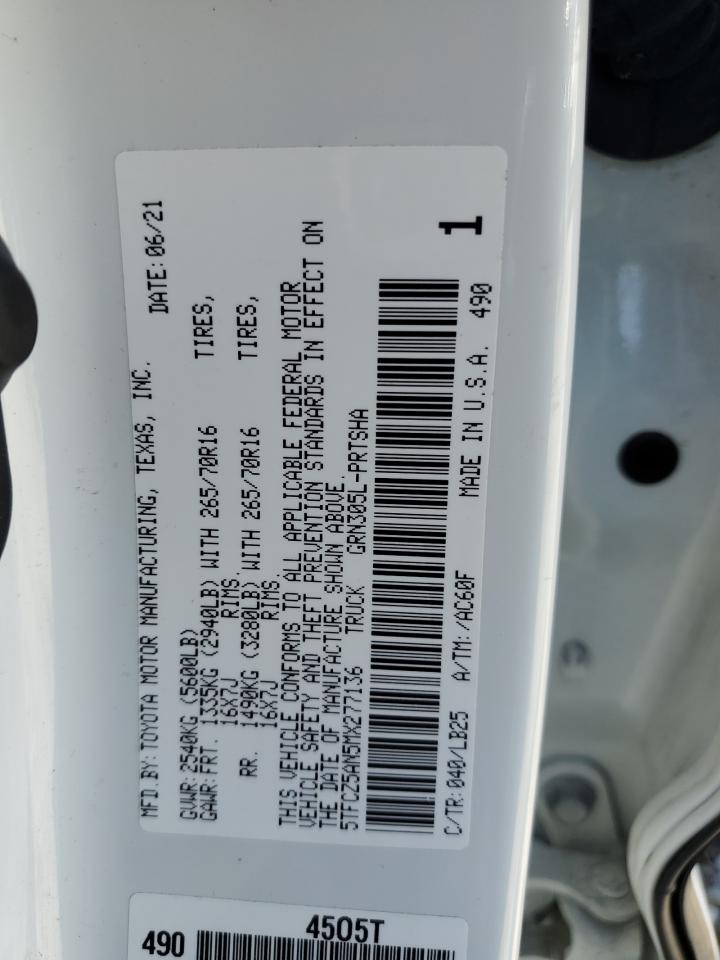 MFD.BY:TOYOTA MOTOR MANUFACTURING, TEXAS, INC. DATE:06/21
GVWR:2540KG (5600LB)
GAWR:FRT. 1335KG (2940LB) WITH 265/70R16 TIRES,
16X7J RIMS.
RR. 1490KG (3280LB) WITH 265/70R16 TIRES,
16X7J RIMS.
THIS VEHICLE CONFORMS TO ALL APPLICABLE FEDERAL MOTOR
VEHICLE SAFETY AND THEFT PREVENTION STANDARDS IN EFFECT ON
THE DATE OF MANUFACTURE SHOWN ABOVE.
5TFCZ5AN5MX277136 TRUCK GRN305L-PRTSHA
C/TR:040/LB25 A/TM:/AC60F MADE IN U.S.A. 490
1
490
4505T